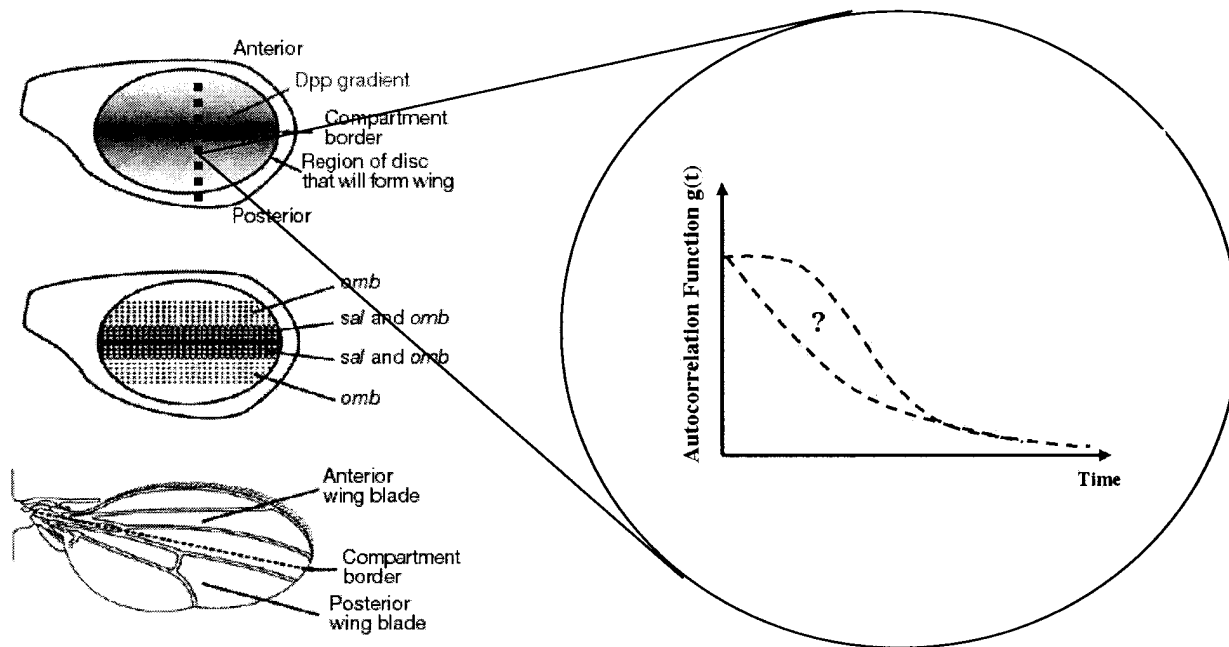 Anterior
Dpp gradient
Compartment
border
Region of disc
that will form wing
Posterior
omb
sal and omb
sal and omb
omb
Anterior
wing blade
Compartment
border
Posterior
wing blade
Autocorrelation Function g(t)
?
Time